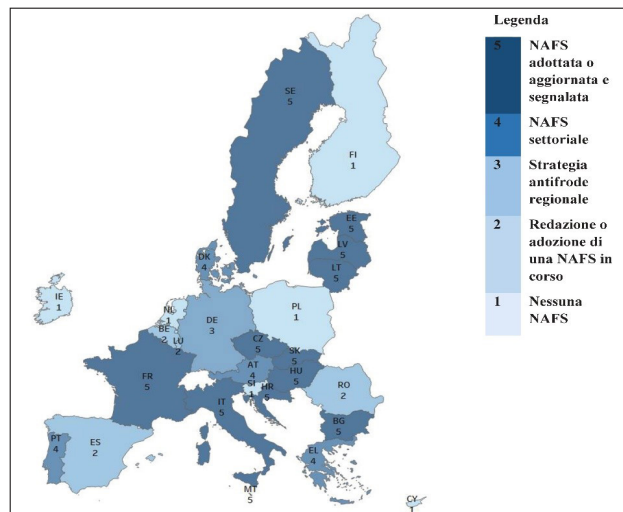 Legenda
5 NAFS
adottata o
aggiornata e
segnalata
4 NAFS
settoriale
3 Strategia
antifrode
regionale
2 Redazione o
adozione di
una NAFS in
corso
1 Nessuna
NAFS
SE
5
FI
1
EE
5
LV
5
LT
5
DK
4
IE
1
NL
1
BE
2
LU
2
DE
3
PL
1
CZ
5
SK
5
AT
4
HU
5
FR
5
SI
1
HR
5
RO
2
IT
5
BG
5
PT
4
ES
2
EL
4
MT
5
CY
1